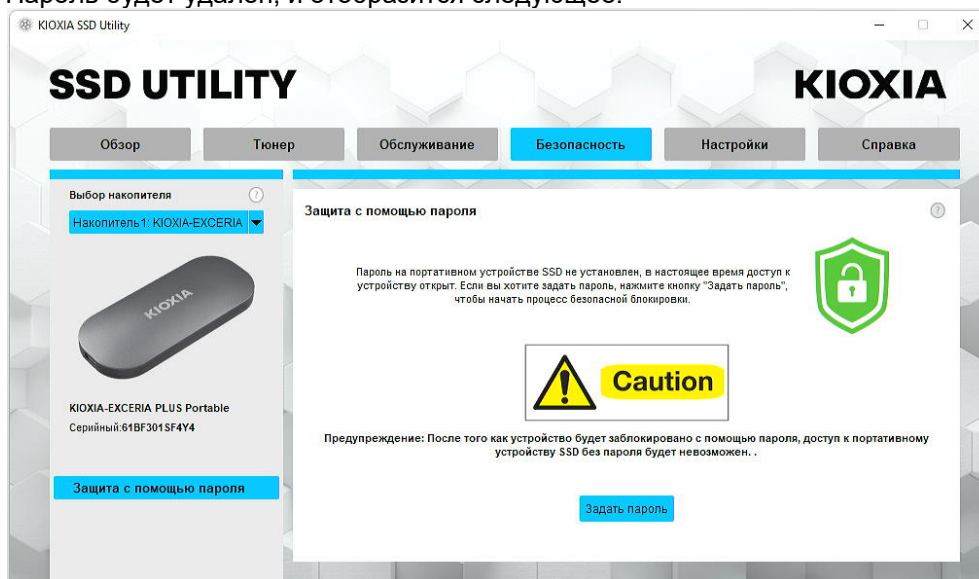 Пароль будет удален, и отобразится следующее.
KIOXIA SSD Utility
SSD UTILITY
KIOXIA
Обзор
Тюнер
Обслуживание
Безопасность
Настройки
Справка
Выбор накопителя
?
Накопитель1: KIOXIA-EXCERIA
KIOXIA
KIOXIA-EXCERIA PLUS Portable
Серийный:61BF301SF4Y4
Защита с помощью пароля
Защита с помощью пароля
?
Пароль на портативном устройстве SSD не установлен, в настоящее время доступ к
устройству открыт. Если вы хотите задать пароль, нажмите кнопку "Задать пароль",
чтобы начать процесс безопасной блокировки.
Caution
Предупреждение: После того как устройство будет заблокировано с помощью пароля, доступ к портативному
устройству SSD без пароля будет невозможен. .
Задать пароль